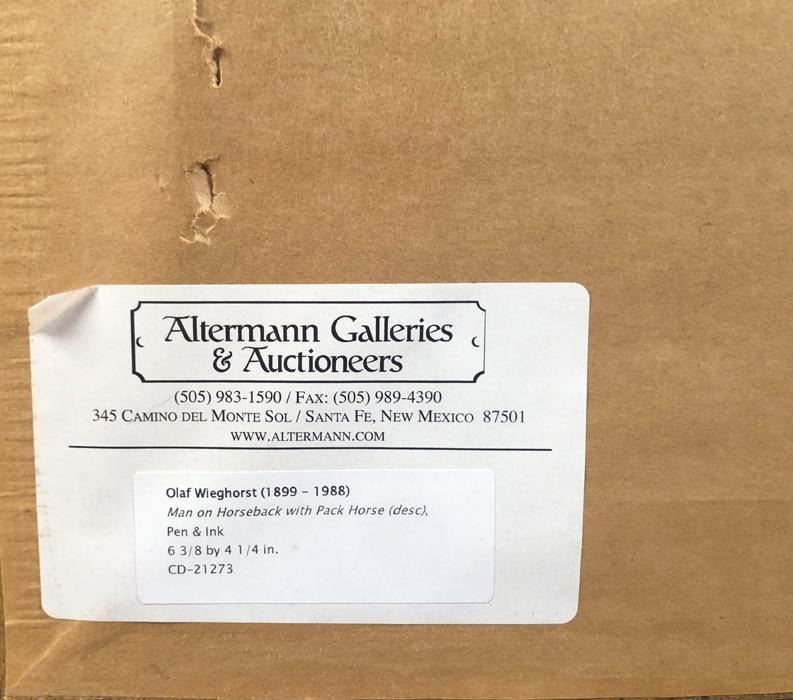 Altermann Galleries
& Auctioneers
(505) 983-1590 / Fax: (505) 989-4390
345 Camino del Monte Sol / Santa Fe, New Mexico 87501
www.altermann.com
Olaf Wieghorst (1899 – 1988)
Man on Horseback with Pack Horse (desc),
Pen & Ink
6 3/8 by 4 1/4 in.
CD-21273